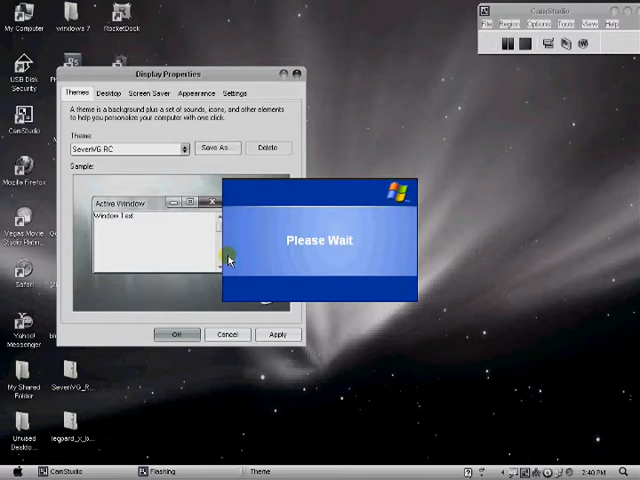 My Computer
windows 7
RocketDock
USB Disk
Security
CamStudio
Mozilla Firefox
Vegas Movie
Studio Platin...
Safari
Yahoo!
Messenger
My Shared
Folder
SevenVG_R...
Unused
Deskto...
leopard_x_b...
Display Properties
Themes
Desktop
Screen Saver
Appearance
Settings
A theme is a background plus a set of sounds, icons, and other elements
to help you personalize your computer with one click.
Theme:
SevenVG RC
Save As...
Delete
Sample:
Active Window
Window Text
OK
Cancel
Apply
Please Wait
CamStudio
File
Region
Options
Tools
View
Help
CamStudio
Flashing
Theme
2:40 PM